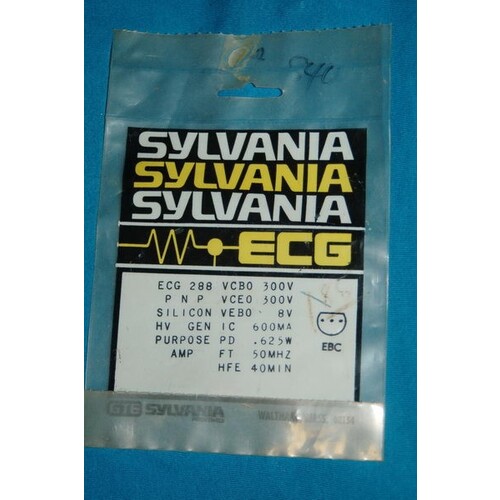 SYLVANIA
SYLVANIA
SYLVANIA
ECG
ECG 288 VCBO 300V
P N P VCEO 300V
SILICON VEBO 8V
HV GEN IC 600MA
PURPOSE PD .625W
AMP FT 50MHZ
HFE 40MIN
EBC
GTE SYLVANIA